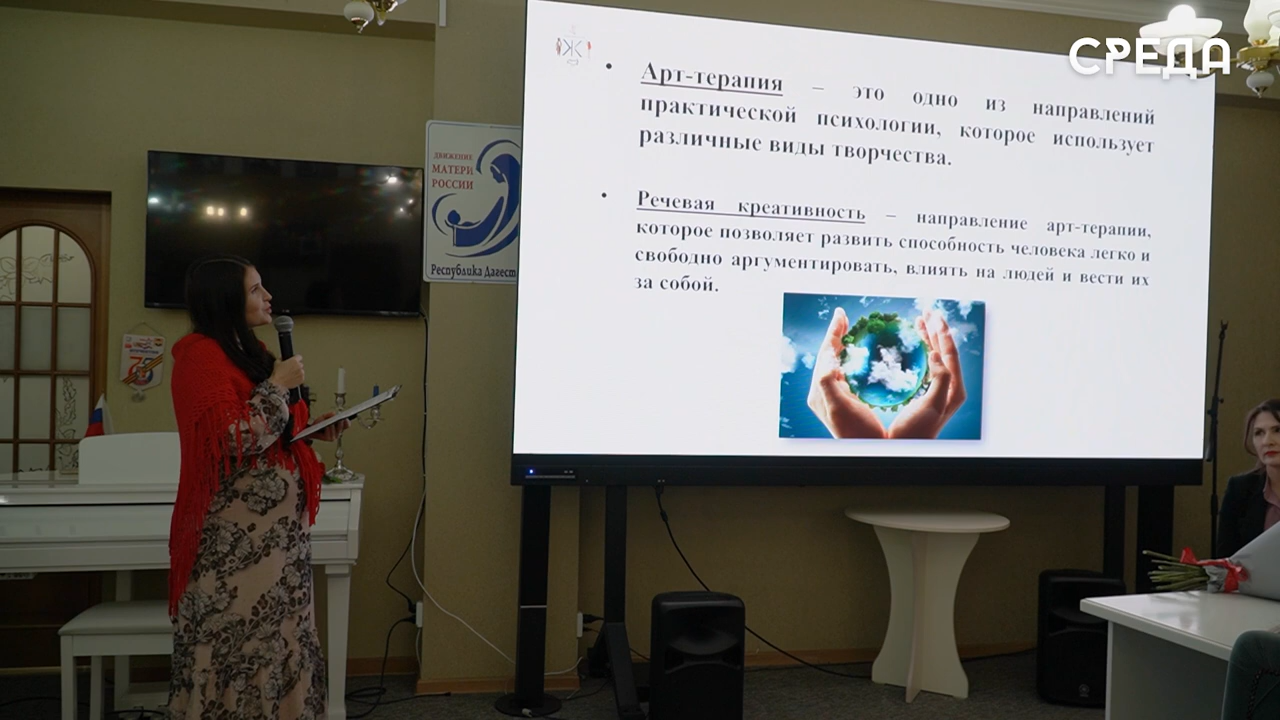 СРЕДА
Арт-терапия – это одно из направлений
практической психологии, которое использует
различные виды творчества.
Речевая креативность – направление арт-терапии,
которое позволяет развить способность человека легко и
свободно аргументировать, влиять на людей и вести их
за собой.
ДВИЖЕНИЕ
МАТЕРИ
РОССИИ
Республика Дагест